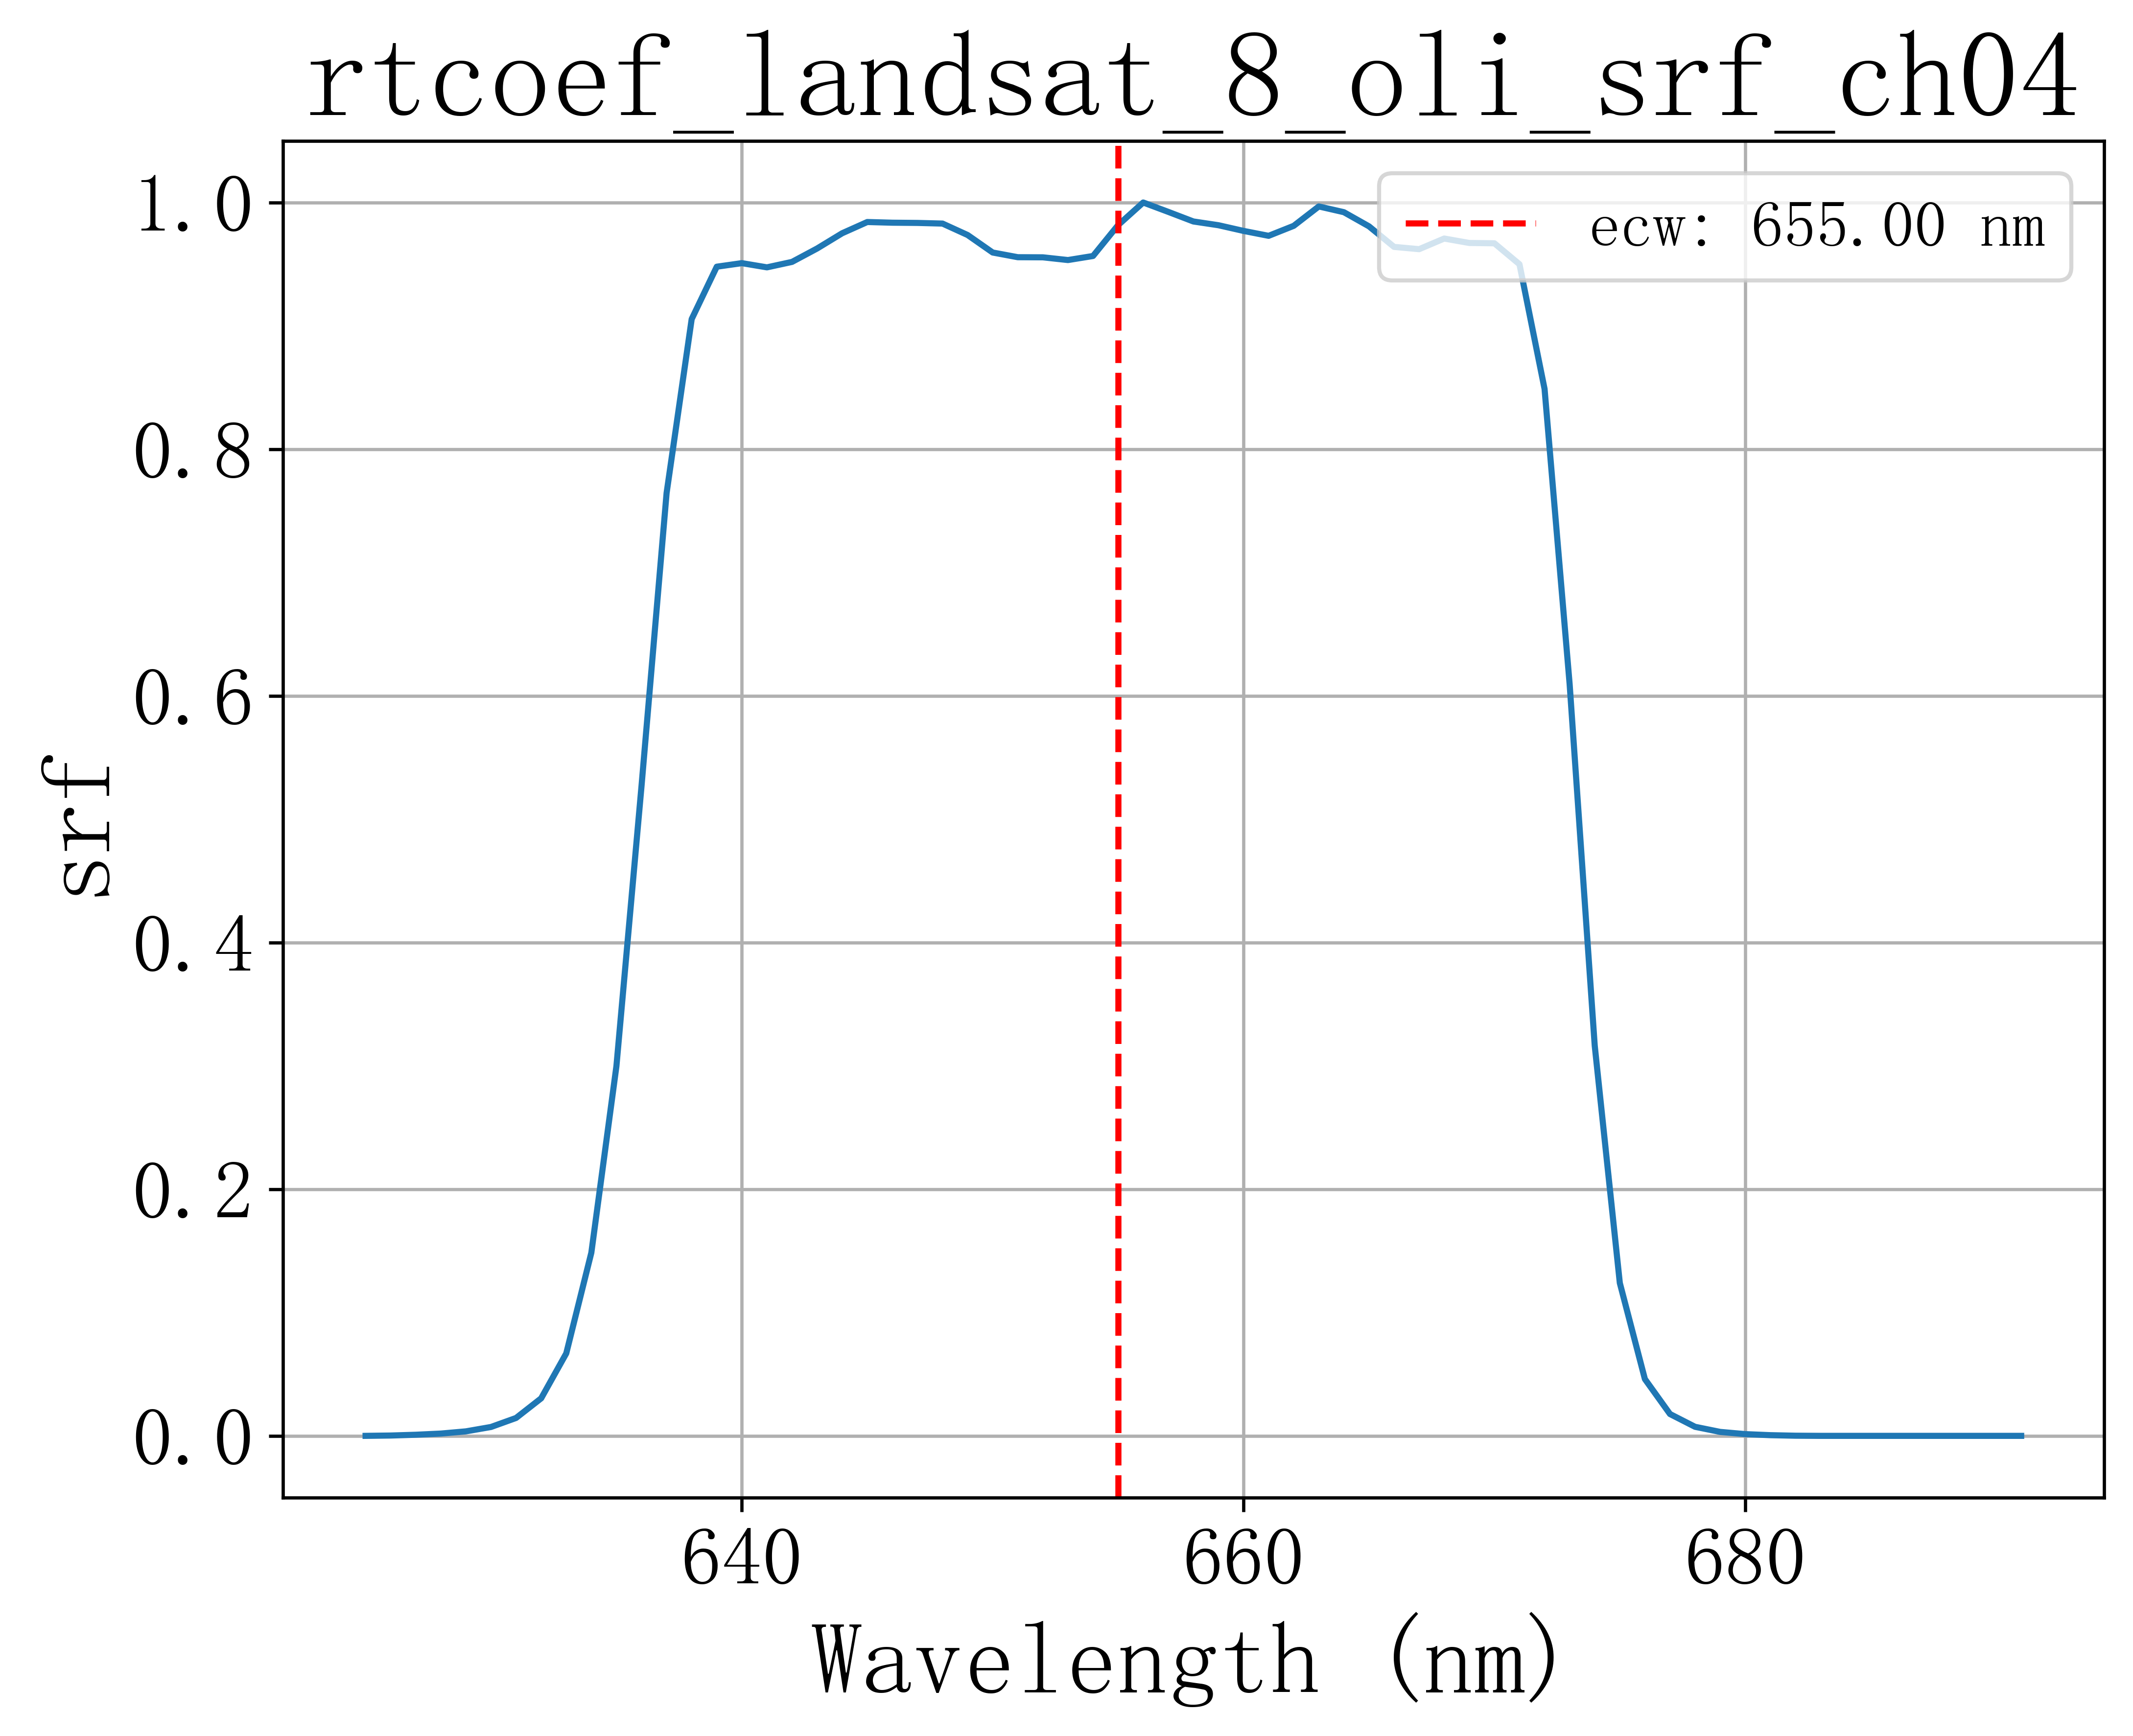 rtcoef_landsat_8_oli_srf_ch04
ecw: 655.00 nm
1.0
0.8
0.6
0.4
0.2
0.0
srf
640 660 680
Wavelength (nm)